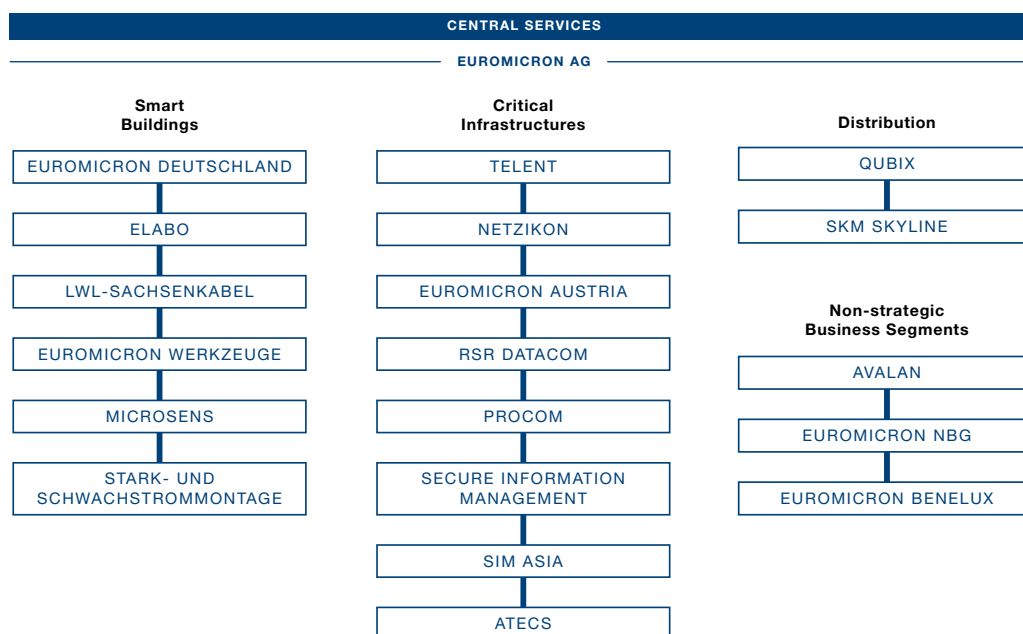 CENTRAL SERVICES
EUROMICRON AG
Smart
Buildings
EUROMICRON DEUTSCHLAND
ELABO
LWL-SACHSENKABEL
EUROMICRON WERKZEUGE
MICROSENS
STARK- UND
SCHWACHSTROMMONTAGE
Critical
Infrastructures
TELENT
NETZIKON
EUROMICRON AUSTRIA
RSR DATACOM
PROCOM
SECURE INFORMATION
MANAGEMENT
SIM ASIA
ATECS
Distribution
QUBIX
SKM SKYLINE
Non-strategic
Business Segments
AVALAN
EUROMICRON NBG
EUROMICRON BENELUX